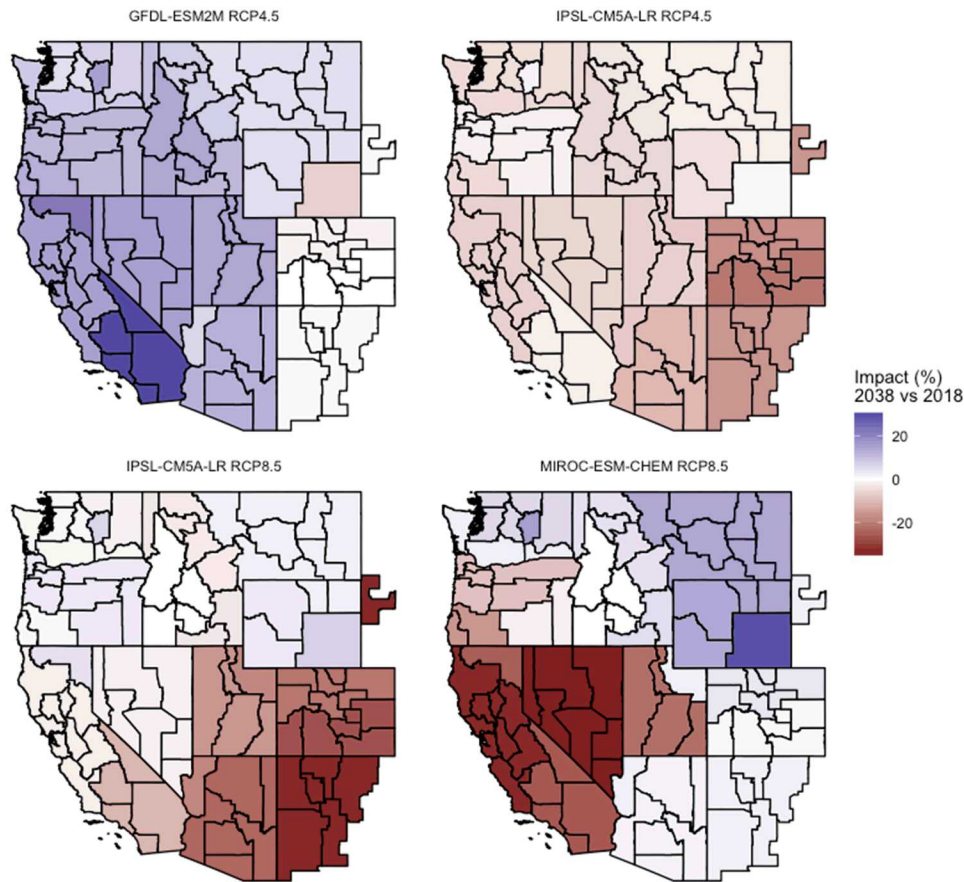 GFDL-ESM2M RCP4.5
IPSL-CM5A-LR RCP4.5
Impact (%)
2038 vs 2018
20
0
-20
IPSL-CM5A-LR RCP8.5
MIROC-ESM-CHEM RCP8.5